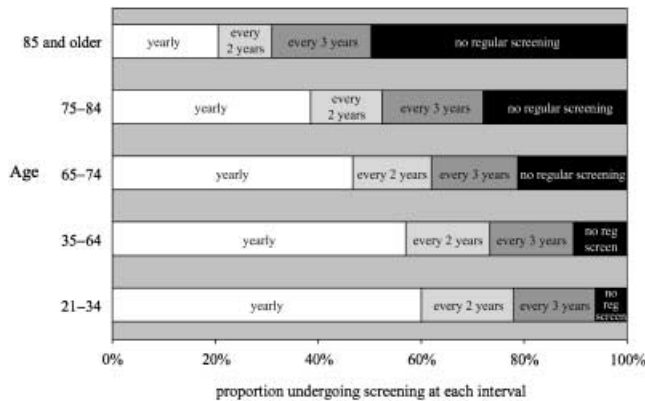 85 and older
yearly
every
2 years
every 3 years
no regular screening
75–84
yearly
every
2 years
every 3 years
no regular screening
Age
65–74
yearly
every 2 years
every 3 years
no regular screening
35–64
yearly
every 2 years
every 3 years
no reg
screen
21–34
yearly
every 2 years
every 3 years
no
reg
screen
0%
20%
40%
60%
80%
100%
proportion undergoing screening at each interval